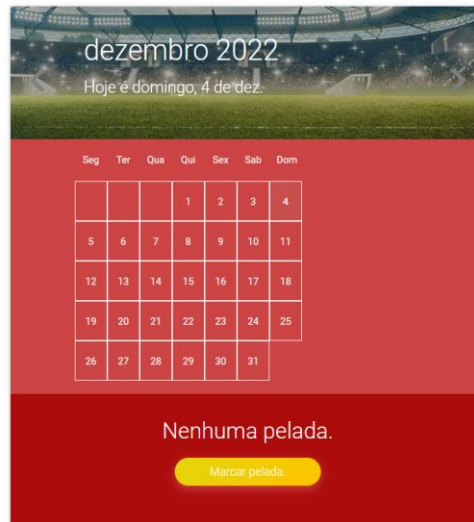 dezembro 2022
Hoje é domingo, 4 de dez.
Seg Ter Qua Qui Sex Sab Dom
1 2 3 4
5 6 7 8 9 10 11
12 13 14 15 16 17 18
19 20 21 22 23 24 25
26 27 28 29 30 31
Nenhuma pelada.
Marcar pelada.